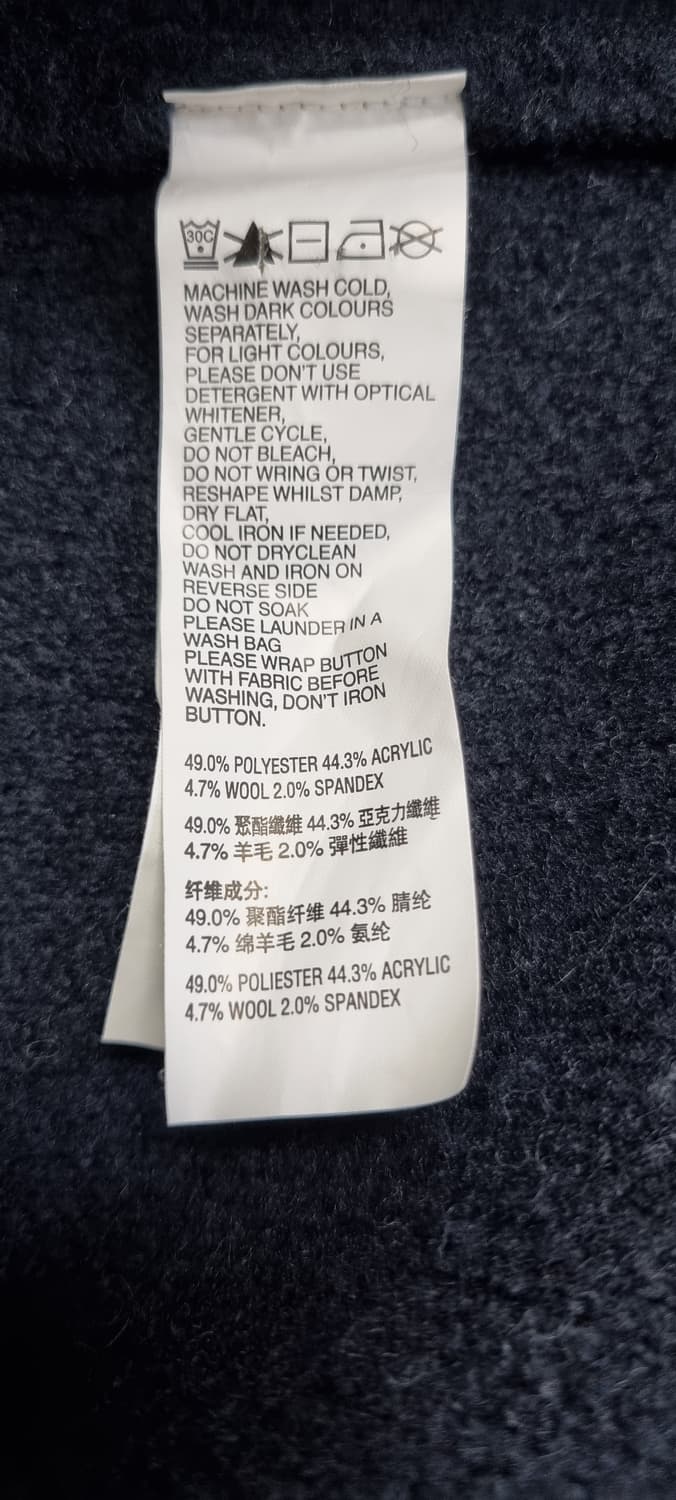 30C
MACHINE WASH COLD,
WASH DARK COLOURS
SEPARATELY,
FOR LIGHT COLOURS,
PLEASE DON'T USE
DETERGENT WITH OPTICAL
WHITENER,
GENTLE CYCLE,
DO NOT BLEACH,
DO NOT WRING OR TWIST,
RESHAPE WHILST DAMP,
DRY FLAT,
COOL IRON IF NEEDED,
DO NOT DRYCLEAN
WASH AND IRON ON
REVERSE SIDE
DO NOT SOAK
PLEASE LAUNDER IN A
WASH BAG
PLEASE WRAP BUTTON
WITH FABRIC BEFORE
WASHING, DON'T IRON
BUTTON.
49.0% POLYESTER 44.3% ACRYLIC
4.7% WOOL 2.0% SPANDEX
49.0% 聚酯纖維 44.3% 亞克力纖維
4.7% 羊毛 2.0% 彈性纖維
纤维成分:
49.0% 聚酯纤维 44.3% 腈纶
4.7% 绵羊毛 2.0% 氨纶
49.0% POLIESTER 44.3% ACRYLIC
4.7% WOOL 2.0% SPANDEX